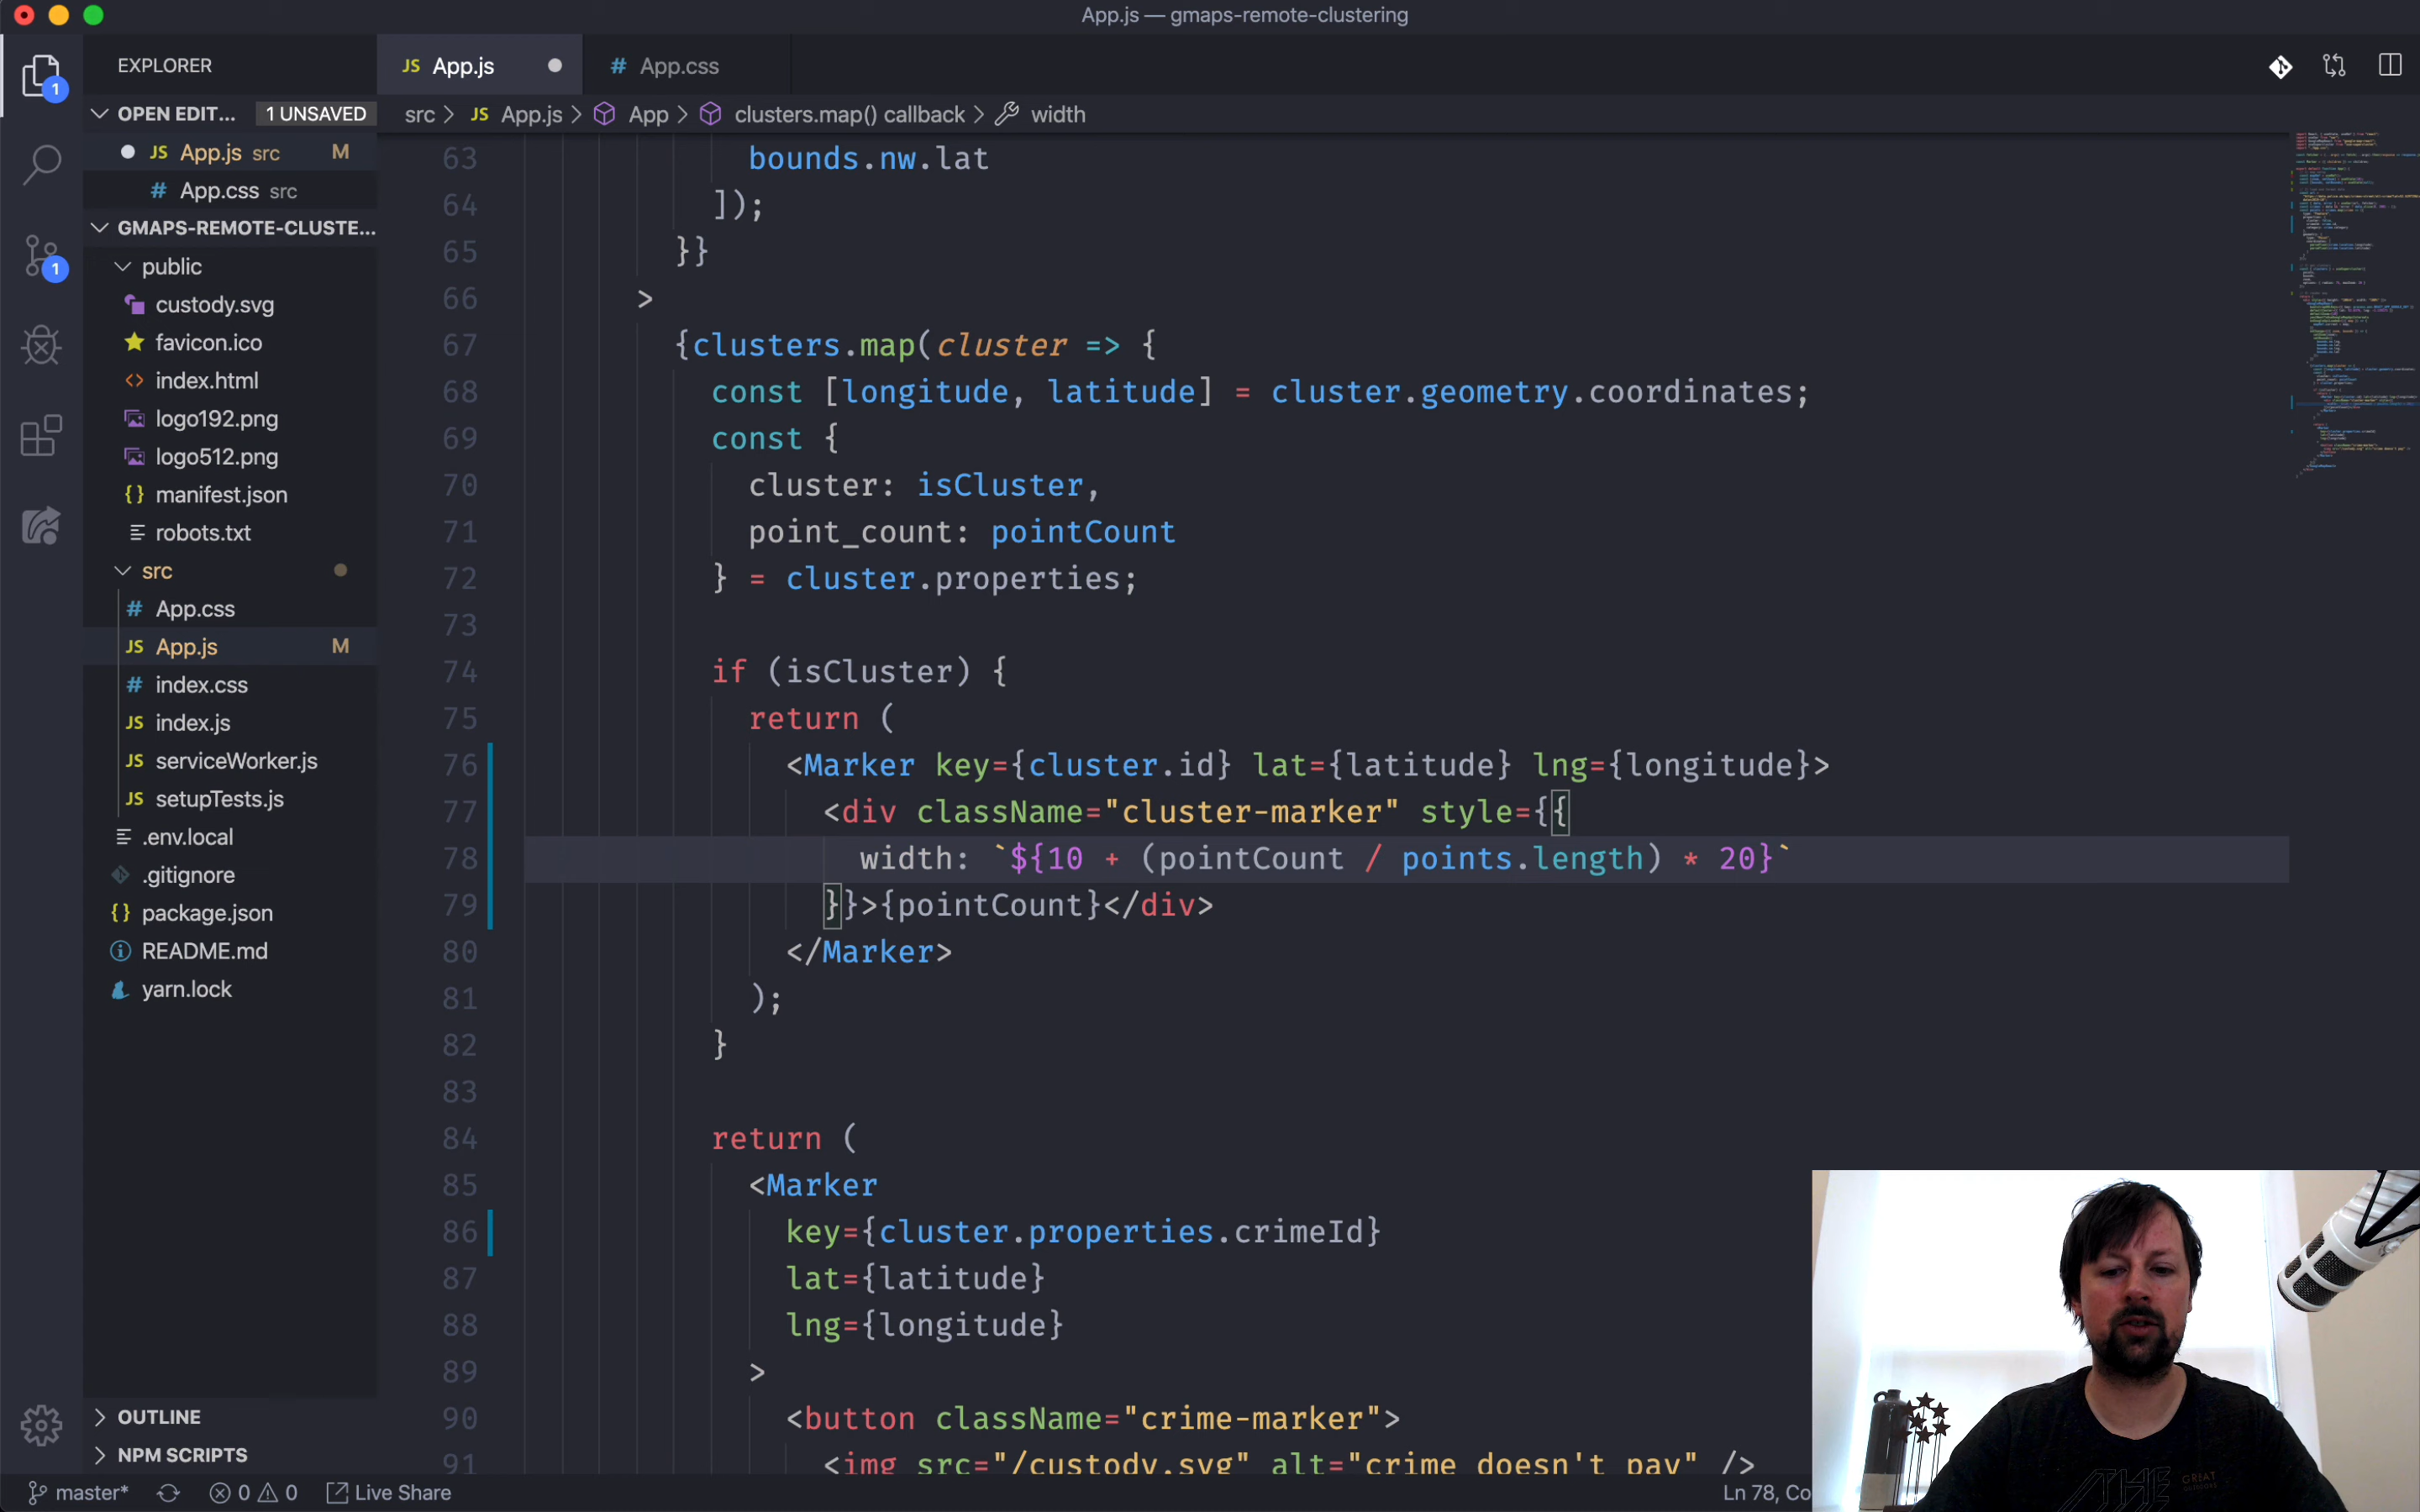 App.js — gmaps-remote-clustering
EXPLORER
OPEN EDIT... 1 UNSAVED
JS App.js src M
# App.css src
GMAPS-REMOTE-CLUSTE...
public
custody.svg
favicon.ico
index.html
logo192.png
logo512.png
manifest.json
robots.txt
src
# App.css
JS App.js M
# index.css
JS index.js
JS serviceWorker.js
JS setupTests.js
.env.local
.gitignore
{} package.json
README.md
yarn.lock
OUTLINE
NPM SCRIPTS
1
1
JS App.js
# App.css
src > JS App.js > App > clusters.map() callback > width
63 bounds.nw.lat
64 ]);
65 }}
66 >
67 {clusters.map(cluster => {
68 const [longitude, latitude] = cluster.geometry.coordinates;
69 const {
70 cluster: isCluster,
71 point_count: pointCount
72 } = cluster.properties;
73
74 if (isCluster) {
75 return (
76 <Marker key={cluster.id} lat={latitude} lng={longitude}>
77 <div className="cluster-marker" style={{
78 width: `${10 + (pointCount / points.length) * 20}`
79 }}>{pointCount}</div>
80 </Marker>
81 );
82 }
83
84 return (
85 <Marker
86 key={cluster.properties.crimeId}
87 lat={latitude}
88 lng={longitude}
89 >
90 <button className="crime-marker">
91 <img src="/custody.svg" alt="crime doesn't pay" />
master* 0 0 Live Share
Ln 78, Co
THE GREAT